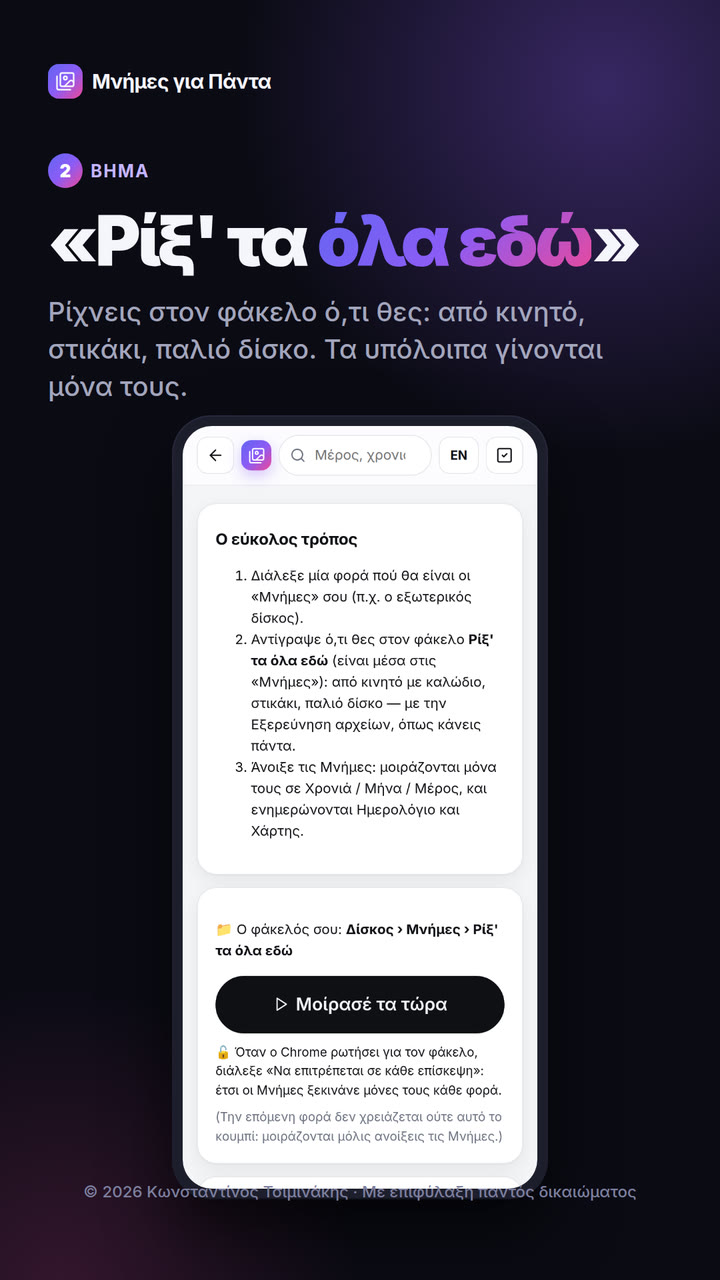 Μνήμες για Πάντα
2 ΒΗΜΑ
«Ρίξ' τα όλα εδώ»
Ρίχνεις στον φάκελο ό,τι θες: από κινητό,
στικάκι, παλιό δίσκο. Τα υπόλοιπα γίνονται
μόνα τους.
Μέρος, χρονι
EN
Ο εύκολος τρόπος
1. Διάλεξε μία φορά πού θα είναι οι
«Μνήμες» σου (π.χ. ο εξωτερικός
δίσκος).
2. Αντίγραψε ό,τι θες στον φάκελο Ρίξ'
τα όλα εδώ (είναι μέσα στις
«Μνήμες»): από κινητό με καλώδιο,
στικάκι, παλιό δίσκο — με την
Εξερεύνηση αρχείων, όπως κάνεις
πάντα.
3. Άνοιξε τις Μνήμες: μοιράζονται μόνα
τους σε Χρονιά / Μήνα / Μέρος, και
ενημερώνονται Ημερολόγιο και
Χάρτης.
📁 Ο φάκελός σου: Δίσκος › Μνήμες › Ρίξ'
τα όλα εδώ
Μοίρασέ τα τώρα
🔓 Όταν ο Chrome ρωτήσει για τον φάκελο,
διάλεξε «Να επιτρέπεται σε κάθε επίσκεψη»:
έτσι οι Μνήμες ξεκινάνε μόνες τους κάθε φορά.
(Την επόμενη φορά δεν χρειάζεται ούτε αυτό το
κουμπί: μοιράζονται μόλις ανοίξεις τις Μνήμες.)
© 2026 Κωνσταντίνος Τσιμινάκης · Με επιφύλαξη παντός δικαιώματος